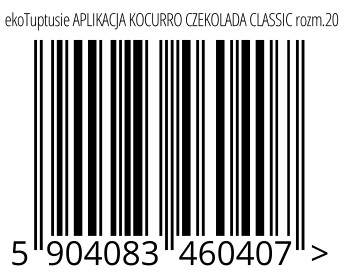 ekoTuptusie APLIKACJA KOCURRO CZEKOLADA CLASSIC rozm.20
5 904083 460407 >